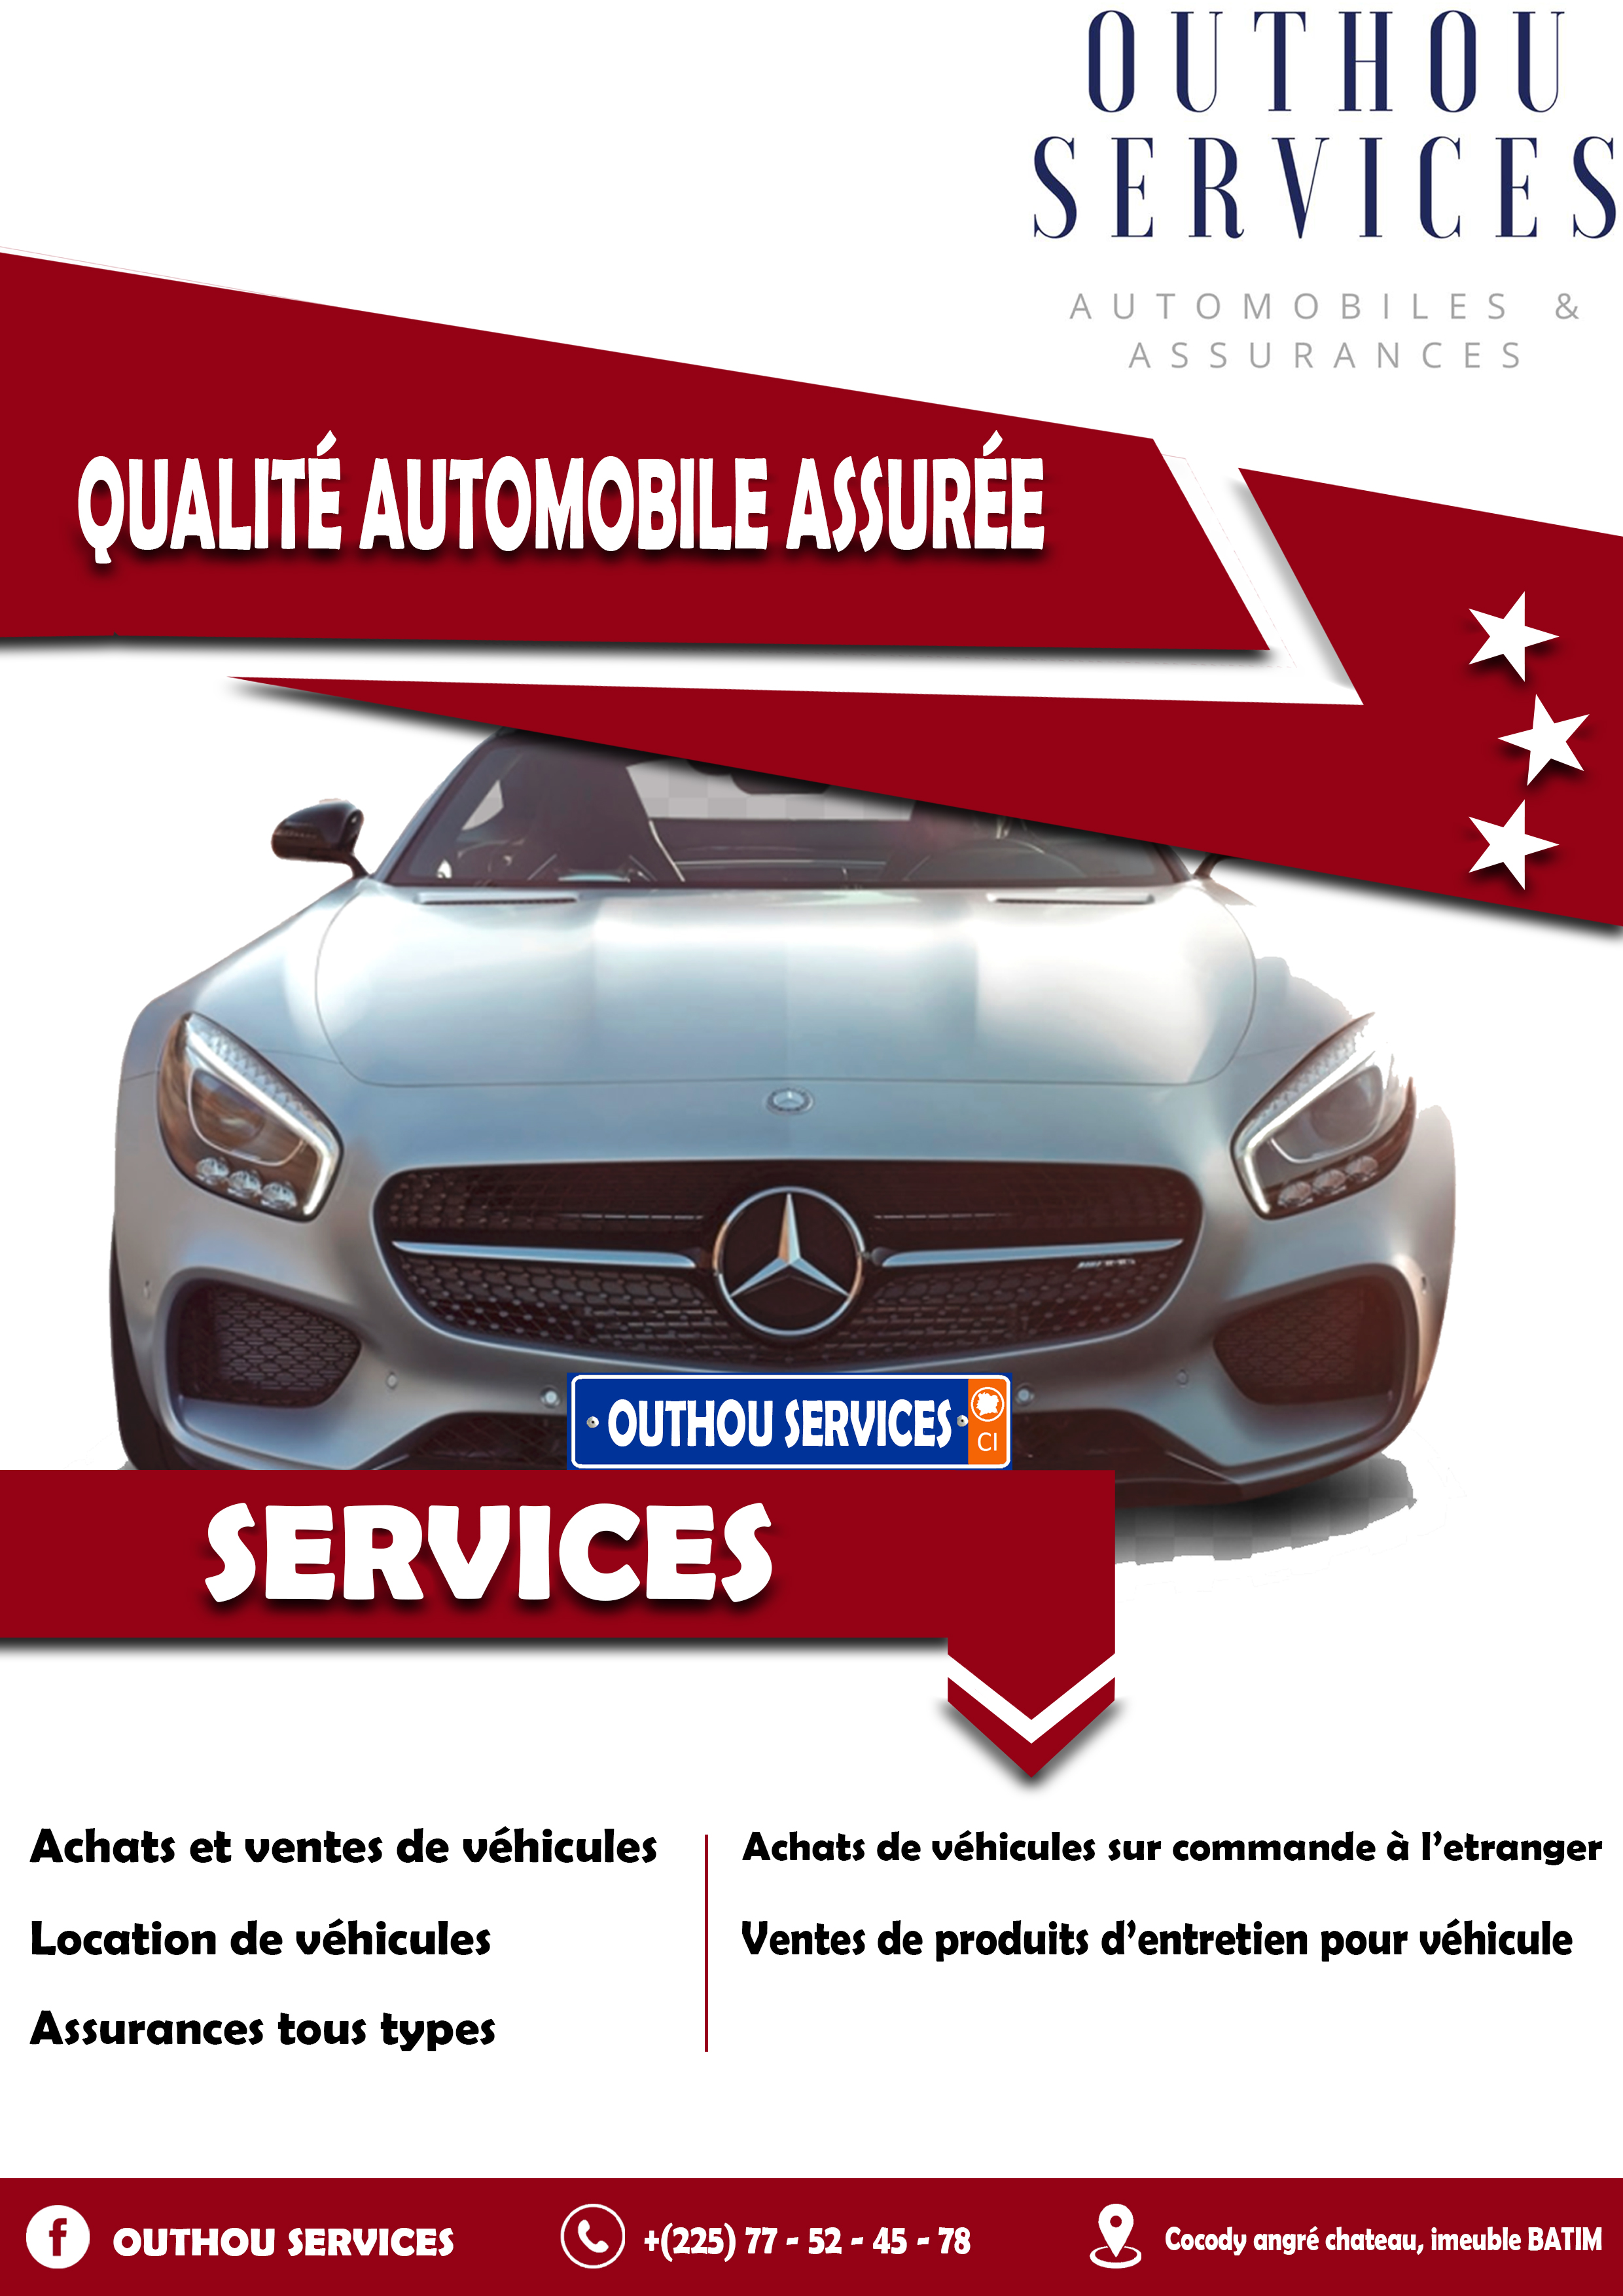 OUTHOU
SERVICES
AUTOMOBILES &
ASSURANCES
QUALITÉ AUTOMOBILE ASSURÉE
OUTHOU SERVICES
CI
SERVICES
Achats et ventes de véhicules
Location de véhicules
Assurances tous types
Achats de véhicules sur commande à l’etranger
Ventes de produits d’entretien pour véhicule
OUTHOU SERVICES
+(225) 77 - 52 - 45 - 78
Cocody angré chateau, imeuble BATIM